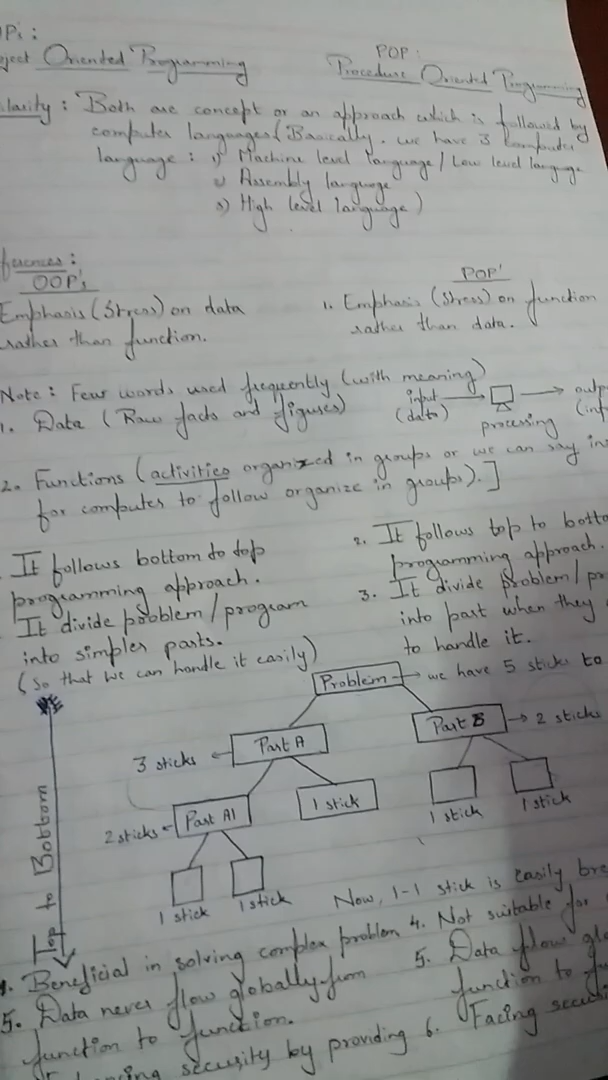 POP:
Oriented Programming
Procedure Oriented Programming
: Both are concept or an approach which is followed by
computer languages (Basically, we have 3 computer
language : 1) Machine level language / Low level language
2) Assembly language
3) High level language)
OOP's
POP'
Emphasis (Stress) on data
rather than function.
1. Emphasis (Stress) on function
rather than data.
Note : Few words used frequently (with meaning)
1. Data (Raw facts and figures)
input
(data)
processing
2. Functions (activities organized in groups or we can say
for computer to follow organize in groups).]
It follows bottom to top
programming approach.
It divide problem / program
into simpler parts.
(So that we can handle it easily)
2. It follows top to
programming approach.
3. It divide problem /
into part when they
to handle it.
Problem
we have 5 sticks to
Part A
Part B
3 sticks
2 sticks
Part A1
1 stick
2 sticks
1 stick
1 stick
1 stick
1 stick
Top to Bottom
Now, 1-1 stick is easily
4. Beneficial in solving complex problem
4. Not suitable for
5. Data never flow globally from
function to function.
5. Data flow
function to
security by providing
6. Facing